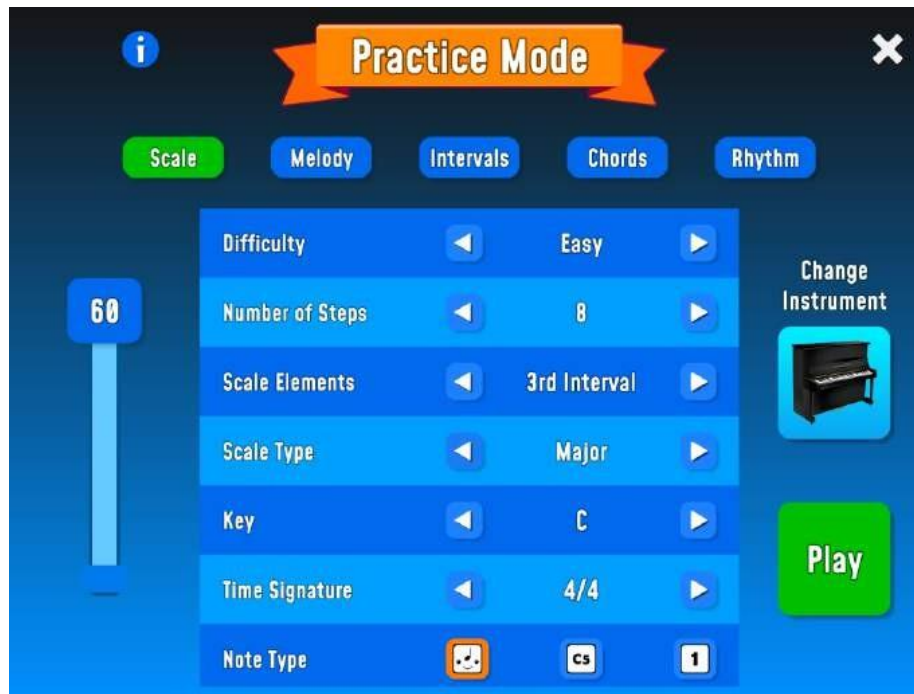 i
Practice Mode
Scale Melody Intervals Chords Rhythm
60
Difficulty Easy
Number of Steps 8
Scale Elements 3rd Interval
Scale Type Major
Key C
Time Signature 4/4
Note Type C5 1
Change
Instrument
Play